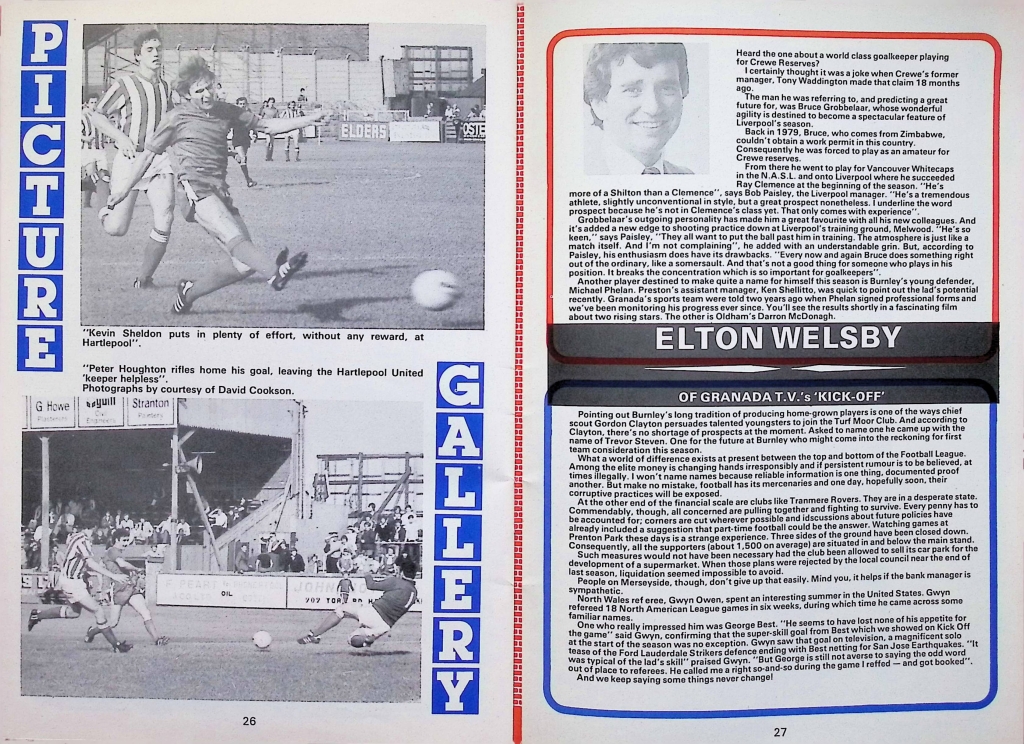 PICTURE
ELDERS
OSTE
"Kevin Sheldon puts in plenty of effort, without any reward, at
Hartlepool".
"Peter Houghton rifles home his goal, leaving the Hartlepool United
'keeper helpless".
Photographs by courtesy of David Cookson.
GALLERY
G Howe
Stranton
OIL
JOHN
26
Heard the one about a world class goalkeeper playing
for Crewe Reserves?
I certainly thought it was a joke when Crewe's former
manager, Tony Waddington made that claim 18 months
ago.
The man he was referring to, and predicting a great
future for, was Bruce Grobbelaar, whose wonderful
agility is destined to become a spectacular feature of
Liverpool's season.
Back in 1979, Bruce, who comes from Zimbabwe,
couldn't obtain a work permit in this country.
Consequently he was forced to play as an amateur for
Crewe reserves.
From there he went to play for Vancouver Whitecaps
in the N.A.S.L. and onto Liverpool where he succeeded
Ray Clemence at the beginning of the season. "He's
more of a Shilton than a Clemence", says Bob Paisley, the Liverpool manager. "He's a tremendous
athlete, slightly unconventional in style, but a great prospect nonetheless. I underline the word
prospect because he's not in Clemence's class yet. That only comes with experience".
Grobbelaar's outgoing personality has made him a great favourite with all his new colleagues. And
it's added a new edge to shooting practice down at Liverpool's training ground, Melwood. "He's so
keen," says Paisley, "They all want to put the ball past him in training. The atmosphere is just like a
match itself. And I'm not complaining", he added with an understandable grin. But, according to
Paisley, his enthusiasm does have its drawbacks. "Every now and again Bruce does something right
out of the ordinary, like a somersault. And that's not a good thing for someone who plays in his
position. It breaks the concentration which is so important for goalkeepers".
Another player destined to make quite a name for himself this season is Burnley's young defender,
Michael Phelan. Preston's assistant manager, Ken Shellitto, was quick to point out the lad's potential
recently. Granada's sports team were told two years ago when Phelan signed professional forms and
we've been monitoring his progress ever since. You'll see the results shortly in a fascinating film
about two rising stars. The other is Oldham's Darron McDonagh.
ELTON WELSBY
OF GRANADA T.V.'s 'KICK-OFF'
Pointing out Burnley's long tradition of producing home-grown players is one of the ways chief
scout Gordon Clayton persuades talented youngsters to join the Turf Moor Club. And according to
Clayton, there's no shortage of prospects at the moment. Asked to name one he came up with the
name of Trevor Steven. One for the future at Burnley who might come into the reckoning for first
team consideration this season.
What a world of difference exists at present between the top and bottom of the Football League.
Among the elite money is changing hands irresponsibly and if persistent rumour is to be believed, at
times illegally. I won't name names because reliable information is one thing, documented proof
another. But make no mistake, football has its mercenaries and one day, hopefully soon, their
corruptive practices will be exposed.
At the other end of the financial scale are clubs like Tranmere Rovers. They are in a desperate state.
Commendably, though, all concerned are pulling together and fighting to survive. Every penny has to
be accounted for; corners are cut wherever possible and discussions about future policies have
already included a suggestion that part-time football could be the answer. Watching games at
Prenton Park these days is a strange experience. Three sides of the ground have been closed down.
Consequently, all the supporters (about 1,500 on average) are situated in and below the main stand.
Such measures would not have been necessary had the club been allowed to sell its car park for the
development of a supermarket. When those plans were rejected by the local council near the end of
last season, liquidation seemed impossible to avoid.
People on Merseyside, though, don't give up that easily. Mind you, it helps if the bank manager is
sympathetic.
North Wales ref eree, Gwyn Owen, spent an interesting summer in the United States. Gwyn
refereed 18 North American League games in six weeks, during which time he came across some
familiar names.
One who really impressed him was George Best. "He seems to have lost none of his appetite for
the game" said Gwyn, confirming that the super-skill goal from Best which we showed on Kick Off
at the start of the season was no exception. Gwyn saw that goal on television, a magnificent solo
tease of the Ford Lauderdale Strikers defence ending with Best netting for San Jose Earthquakes. "It
was typical of the lad's skill" praised Gwyn. "But George is still not averse to saying the odd word
out of place to referees. He called me a right so-and-so during the game I reffed — and got booked".
And we keep saying some things never change!
27